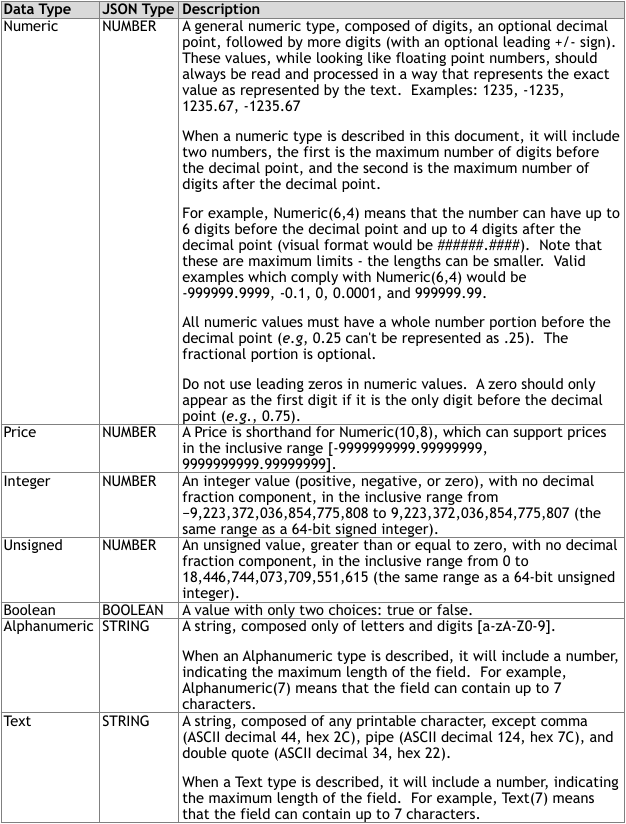 Data Type JSON Type Description
Numeric NUMBER A general numeric type, composed of digits, an optional decimal
point, followed by more digits (with an optional leading +/- sign).
These values, while looking like floating point numbers, should
always be read and processed in a way that represents the exact
value as represented by the text. Examples: 1235, -1235,
1235.67, -1235.67
When a numeric type is described in this document, it will include
two numbers, the first is the maximum number of digits before
the decimal point, and the second is the maximum number of
digits after the decimal point.
For example, Numeric(6,4) means that the number can have up to
6 digits before the decimal point and up to 4 digits after the
decimal point (visual format would be ######.####). Note that
these are maximum limits - the lengths can be smaller. Valid
examples which comply with Numeric(6,4) would be
-999999.9999, -0.1, 0, 0.0001, and 999999.99.
All numeric values must have a whole number portion before the
decimal point (e.g, 0.25 can't be represented as .25). The
fractional portion is optional.
Do not use leading zeros in numeric values. A zero should only
appear as the first digit if it is the only digit before the decimal
point (e.g., 0.75).
Price NUMBER A Price is shorthand for Numeric(10,8), which can support prices
in the inclusive range [-9999999999.99999999,
9999999999.99999999].
Integer NUMBER An integer value (positive, negative, or zero), with no decimal
fraction component, in the inclusive range from
−9,223,372,036,854,775,808 to 9,223,372,036,854,775,807 (the
same range as a 64-bit signed integer).
Unsigned NUMBER An unsigned value, greater than or equal to zero, with no decimal
fraction component, in the inclusive range from 0 to
18,446,744,073,709,551,615 (the same range as a 64-bit unsigned
integer).
Boolean BOOLEAN A value with only two choices: true or false.
Alphanumeric STRING A string, composed only of letters and digits [a-zA-Z0-9].
When an Alphanumeric type is described, it will include a number,
indicating the maximum length of the field. For example,
Alphanumeric(7) means that the field can contain up to 7
characters.
Text STRING A string, composed of any printable character, except comma
(ASCII decimal 44, hex 2C), pipe (ASCII decimal 124, hex 7C), and
double quote (ASCII decimal 34, hex 22).
When a Text type is described, it will include a number, indicating
the maximum length of the field. For example, Text(7) means
that the field can contain up to 7 characters.